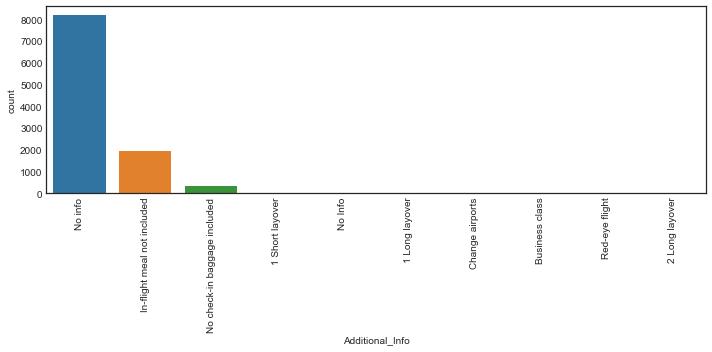 8000
7000
6000
5000
4000
3000
2000
1000
0
count
No info
In-flight meal not included
No check-in baggage included
1 Short layover
No Info
1 Long layover
Change airports
Business class
Red-eye flight
2 Long layover
Additional_Info